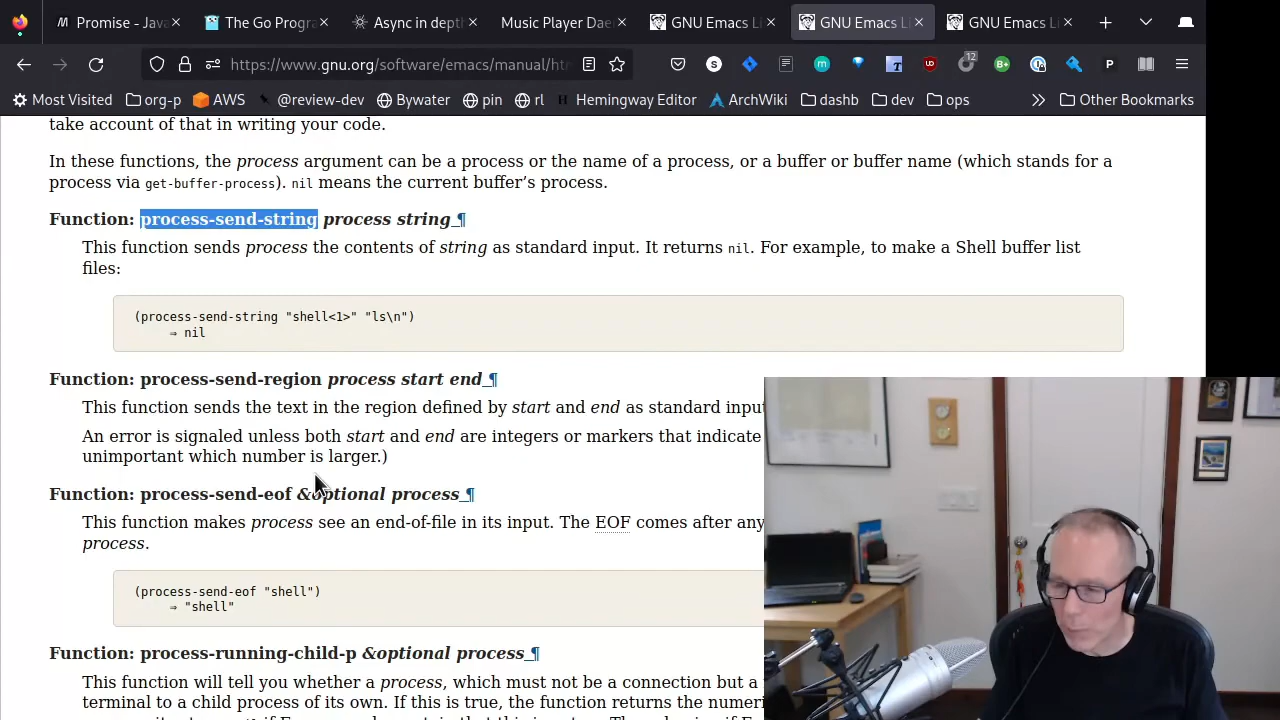 Promise - Java
The Go Progra
Async in dept
Music Player Dae
GNU Emacs Li
GNU Emacs Li
GNU Emacs Li
https://www.gnu.org/software/emacs/manual/htm
12
Most Visited
org-p
AWS
@review-dev
Bywater
pin
rl
Hemingway Editor
ArchWiki
dashb
dev
ops
Other Bookmarks
take account of that in writing your code.
In these functions, the process argument can be a process or the name of a process, or a buffer or buffer name (which stands for a
process via get-buffer-process). nil means the current buffer’s process.
Function: process-send-string process string ¶
This function sends process the contents of string as standard input. It returns nil. For example, to make a Shell buffer list
files:
(process-send-string "shell<1>" "ls\n")
⇒ nil
Function: process-send-region process start end ¶
This function sends the text in the region defined by start and end as standard input
An error is signaled unless both start and end are integers or markers that indicate
unimportant which number is larger.)
Function: process-send-eof &optional process ¶
This function makes process see an end-of-file in its input. The EOF comes after any
process.
(process-send-eof "shell")
⇒ "shell"
Function: process-running-child-p &optional process ¶
This function will tell you whether a process, which must not be a connection but a
terminal to a child process of its own. If this is true, the function returns the numeri